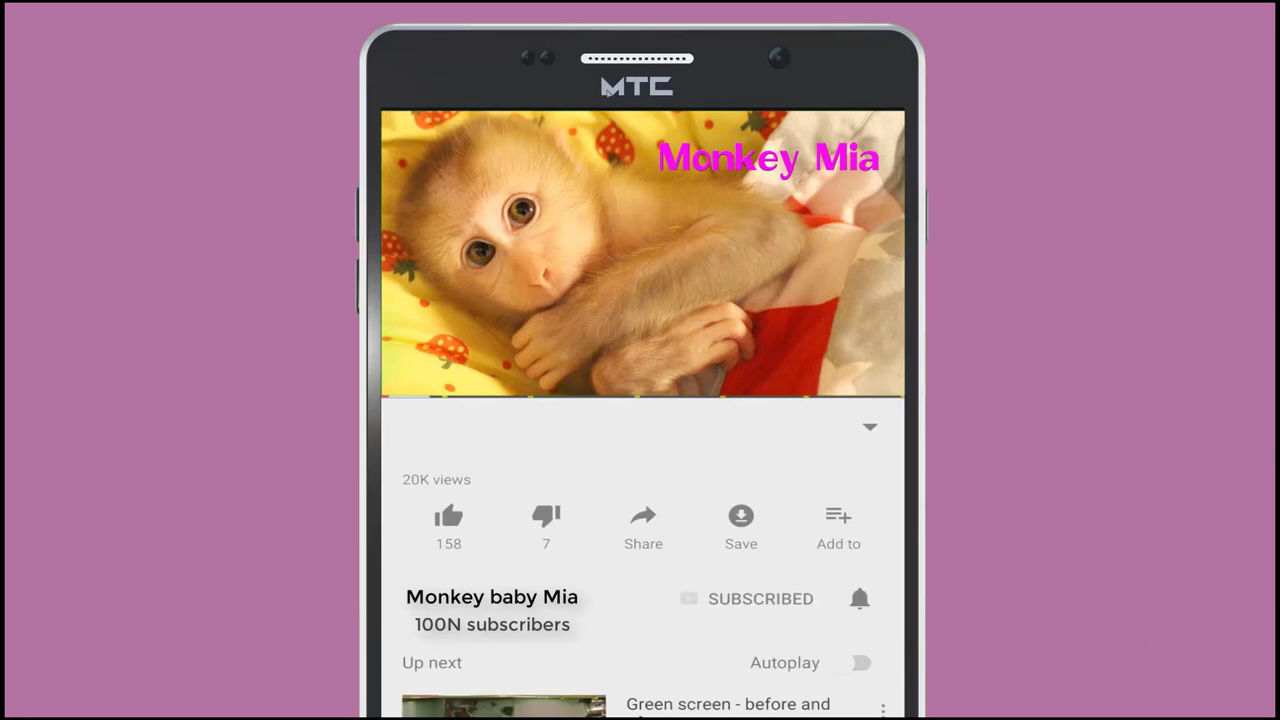 MTC
Monkey Mia
20K views
158
7
Share
Save
Add to
Monkey baby Mia
SUBSCRIBED
100N subscribers
Up next
Autoplay
Green screen - before and